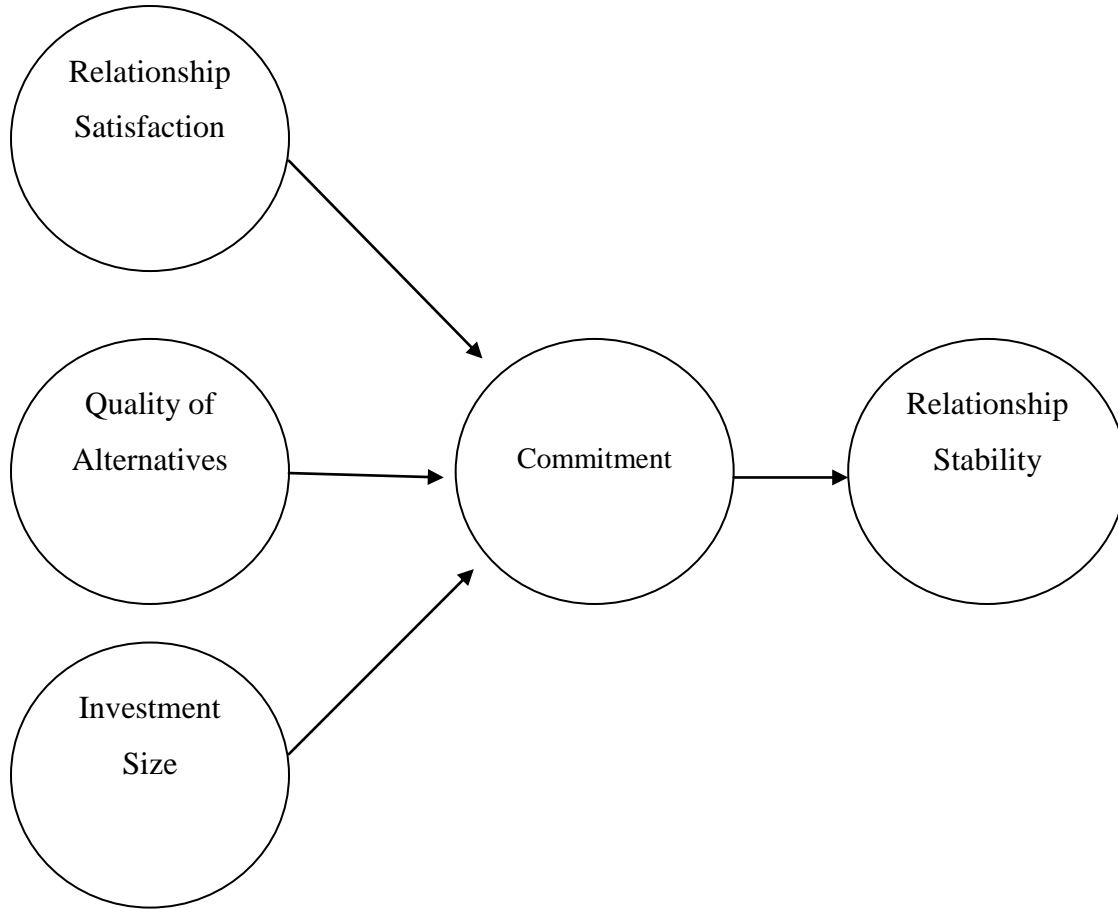 Relationship
Satisfaction
Quality of
Alternatives
Investment
Size
Commitment
Relationship
Stability